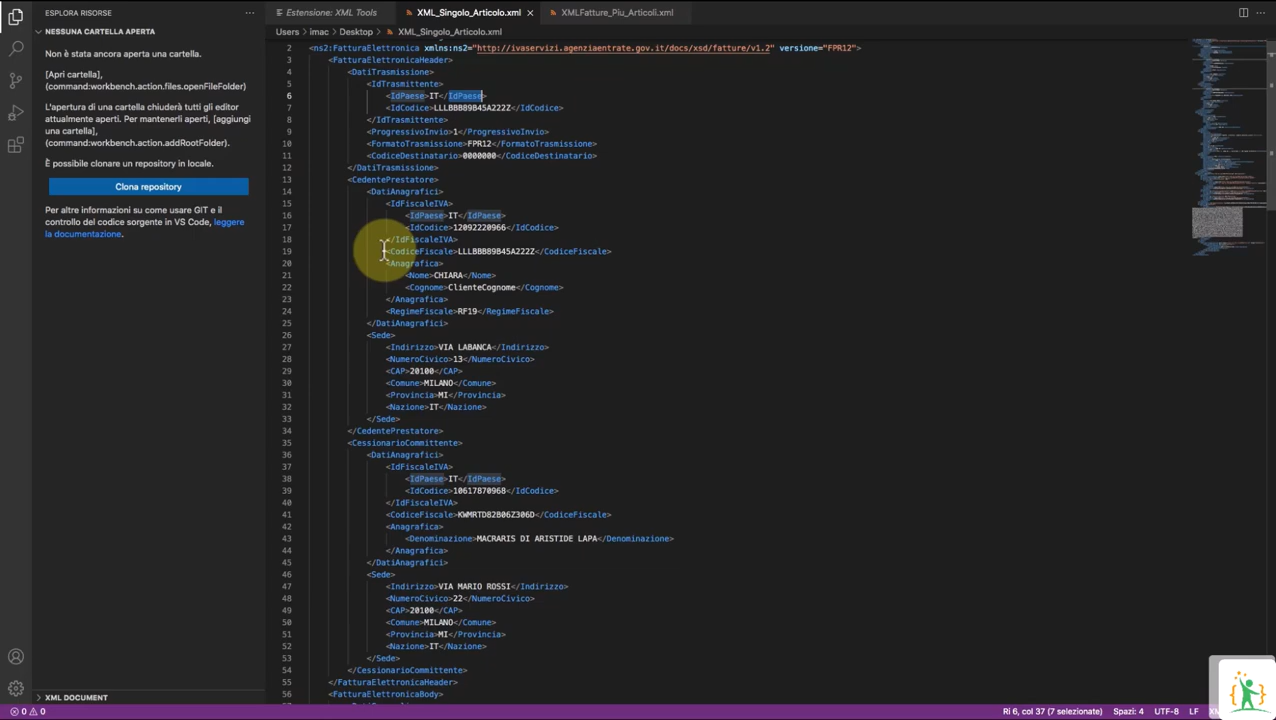 ESPLORA RISORSE
NESSUNA CARTELLA APERTA
Non è stata ancora aperta una cartella.
[Apri cartella],
(command:workbench.action.files.openFileFolder)
L'apertura di una cartella chiuderà tutti gli editor
attualmente aperti. Per mantenerli aperti, [aggiungi
una cartella],
(command:workbench.action.addRootFolder).
È possibile clonare un repository in locale.
Clona repository
Per altre informazioni su come usare GIT e il
controllo del codice sorgente in VS Code, leggere
la documentazione.
XML DOCUMENT
Estensione: XML Tools
XML_Singolo_Articolo.xml
XMLFatture_Piu_Articoli.xml
Users > imac > Desktop > XML_Singolo_Articolo.xml
2 <ns2:FatturaElettronica xmlns:ns2="http://ivaservizi.agenziaentrate.gov.it/docs/xsd/fatture/v1.2" versione="FPR12">
3 <FatturaElettronicaHeader>
4 <DatiTrasmissione>
5 <IdTrasmittente>
6 <IdPaese>IT</IdPaese>
7 <IdCodice>LLLBBB89B45A222Z</IdCodice>
8 </IdTrasmittente>
9 <ProgressivoInvio>1</ProgressivoInvio>
10 <FormatoTrasmissione>FPR12</FormatoTrasmissione>
11 <CodiceDestinatario>0000000</CodiceDestinatario>
12 </DatiTrasmissione>
13 <CedentePrestatore>
14 <DatiAnagrafici>
15 <IdFiscaleIVA>
16 <IdPaese>IT</IdPaese>
17 <IdCodice>12092220966</IdCodice>
18 </IdFiscaleIVA>
19 <CodiceFiscale>LLLBBB89B45A222Z</CodiceFiscale>
20 <Anagrafica>
21 <Nome>CHIARA</Nome>
22 <Cognome>ClienteCognome</Cognome>
23 </Anagrafica>
24 <RegimeFiscale>RF19</RegimeFiscale>
25 </DatiAnagrafici>
26 <Sede>
27 <Indirizzo>VIA LABANCA</Indirizzo>
28 <NumeroCivico>13</NumeroCivico>
29 <CAP>20100</CAP>
30 <Comune>MILANO</Comune>
31 <Provincia>MI</Provincia>
32 <Nazione>IT</Nazione>
33 </Sede>
34 </CedentePrestatore>
35 <CessionarioCommittente>
36 <DatiAnagrafici>
37 <IdFiscaleIVA>
38 <IdPaese>IT</IdPaese>
39 <IdCodice>10617870968</IdCodice>
40 </IdFiscaleIVA>
41 <CodiceFiscale>KWMRTD82B06Z306D</CodiceFiscale>
42 <Anagrafica>
43 <Denominazione>MACRARIS DI ARISTIDE LAPA</Denominazione>
44 </Anagrafica>
45 </DatiAnagrafici>
46 <Sede>
47 <Indirizzo>VIA MARIO ROSSI</Indirizzo>
48 <NumeroCivico>22</NumeroCivico>
49 <CAP>20100</CAP>
50 <Comune>MILANO</Comune>
51 <Provincia>MI</Provincia>
52 <Nazione>IT</Nazione>
53 </Sede>
54 </CessionarioCommittente>
55 </FatturaElettronicaHeader>
56 <FatturaElettronicaBody>
0 0
Ri 6, col 37 (7 selezionate) Spazi: 4 UTF-8 LF